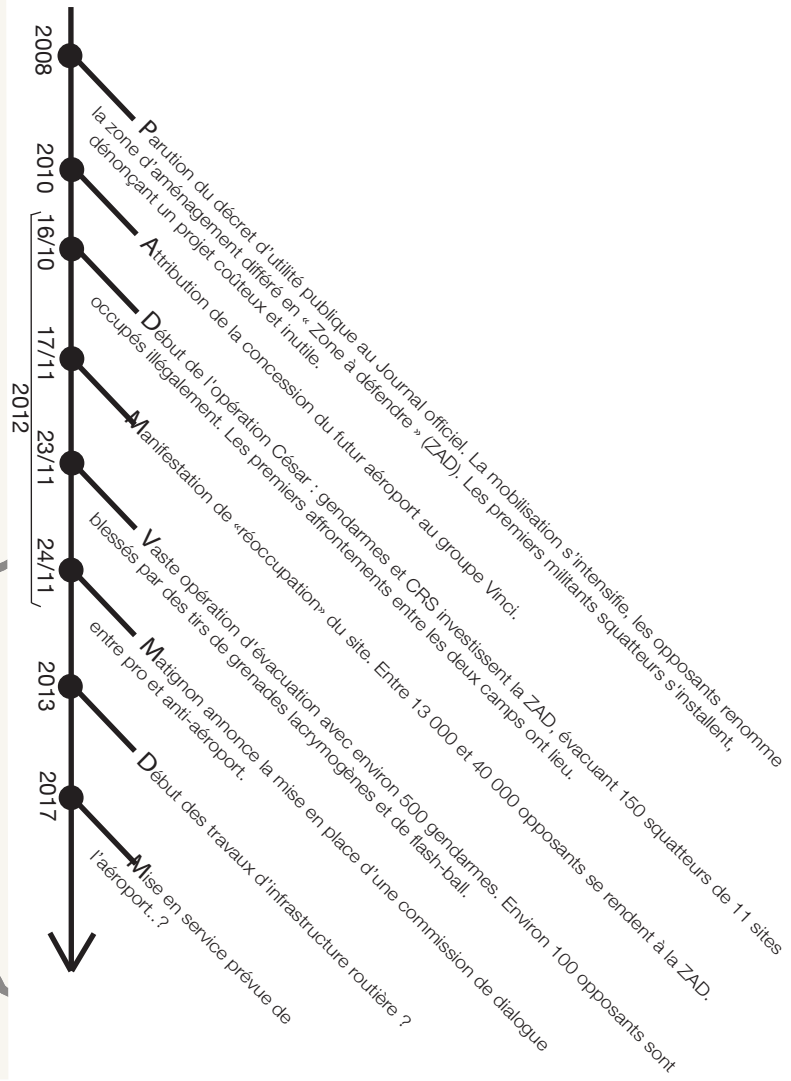 2008
Parution du décret d'utilité publique au Journal officiel. La mobilisation s'intensifie, les opposants renomme
la zone d'aménagement différé en « Zone à défendre » (ZAD). Les premiers militants squatteurs s'installent,
dénonçant un projet coûteux et inutile.
2010
Attribution de la concession du futur aéroport au groupe Vinci.
2012
16/10
Début de l'opération César : gendarmes et CRS investissent la ZAD, évacuant 150 squatteurs de 11 sites
occupés illégalement. Les premiers affrontements entre les deux camps ont lieu.
17/11
Manifestation de «réoccupation» du site. Entre 13 000 et 40 000 opposants se rendent à la ZAD.
23/11
Vaste opération d'évacuation avec environ 500 gendarmes. Environ 100 opposants sont
blessés par des tirs de grenades lacrymogènes et de flash-ball.
24/11
Matignon annonce la mise en place d'une commission de dialogue
entre pro et anti-aéroport.
2013
Début des travaux d'infrastructure routière ?
2017
Mise en service prévue de
l'aéroport..?